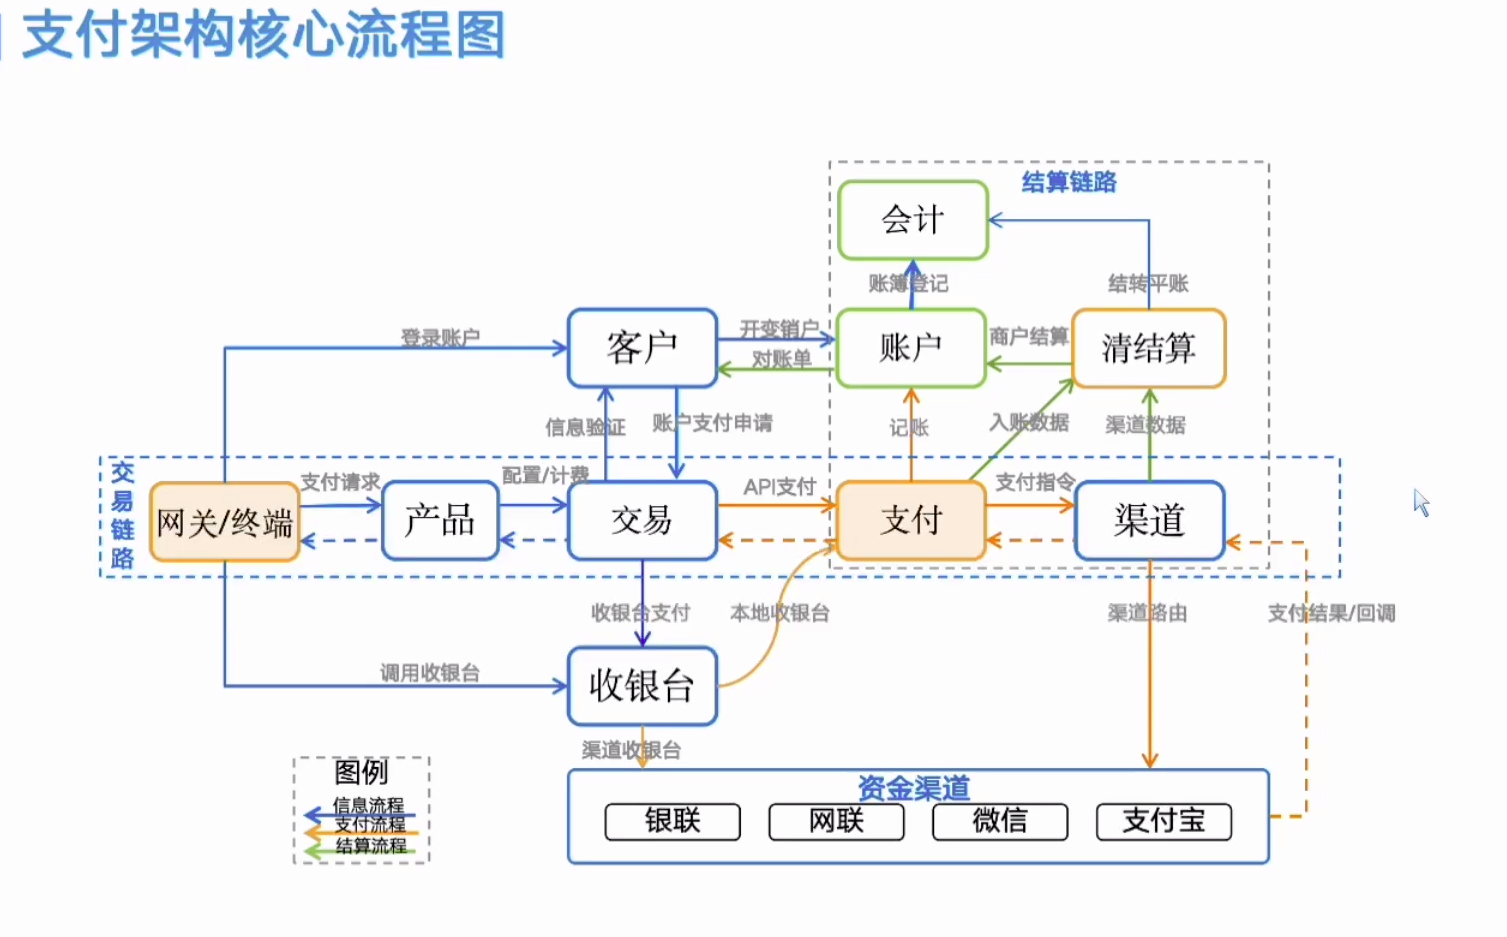 支付架构核心流程图
结算链路
会计
账簿登记
结转平账
登录账户
客户
开变销户
对账单
账户
商户结算
清结算
信息验证
账户支付申请
记账
入账数据
渠道数据
交易链路
网关/终端
支付请求
产品
配置/计费
交易
API支付
支付
支付指令
渠道
收银台支付
本地收银台
渠道路由
支付结果/回调
调用收银台
收银台
渠道收银台
图例
信息流程
支付流程
结算流程
资金渠道
银联
网联
微信
支付宝